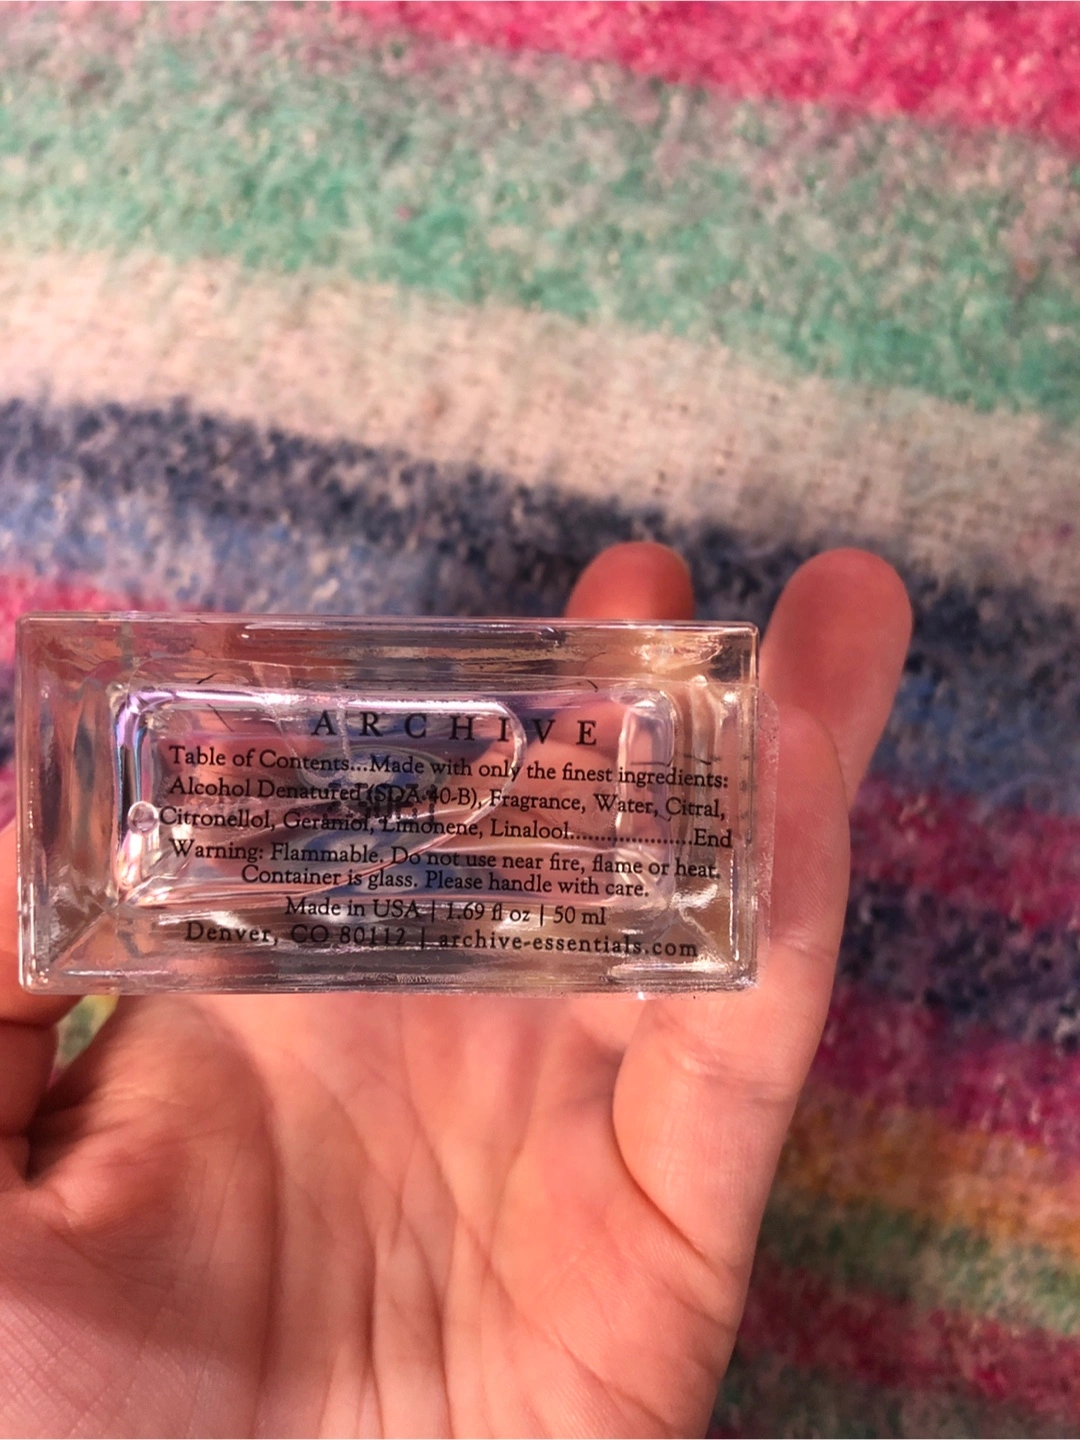 ARCHIVE
Table of Contents...Made with only the finest ingredients:
Alcohol Denatured (SDA 40-B), Fragrance, Water, Citral,
Citronellol, Geraniol, Limonene, Linalool.....................End
Warning: Flammable. Do not use near fire, flame or heat.
Container is glass. Please handle with care.
Made in USA | 1.69 fl oz | 50 ml
Denver, CO 80112 | archive-essentials.com